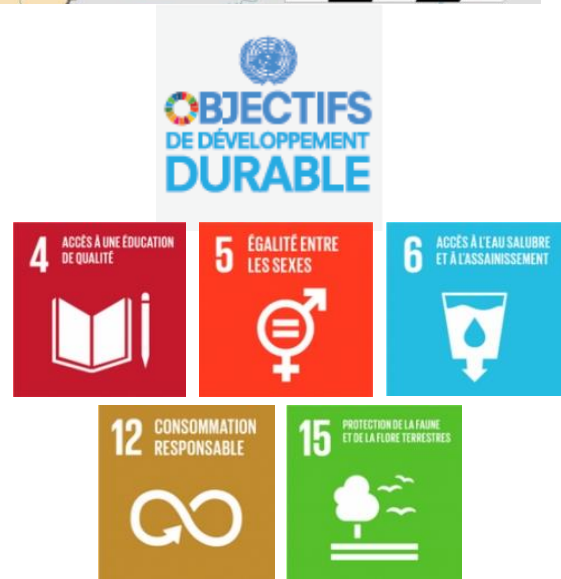 OBJECTIFS
DE DÉVELOPPEMENT
DURABLE
4 ACCÈS À UNE ÉDUCATION
DE QUALITÉ
5 ÉGALITÉ ENTRE
LES SEXES
6 ACCÈS À L'EAU SALUBRE
ET À L'ASSAINISSEMENT
12 CONSOMMATION
RESPONSABLE
15 PROTECTION DE LA FAUNE
ET DE LA FLORE TERRESTRES